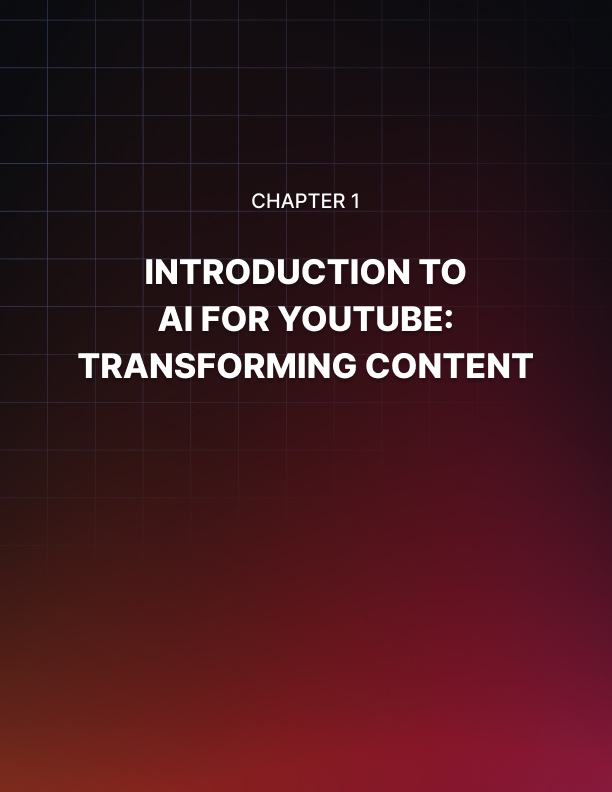 CHAPTER 1
INTRODUCTION TO
AI FOR YOUTUBE:
TRANSFORMING CONTENT